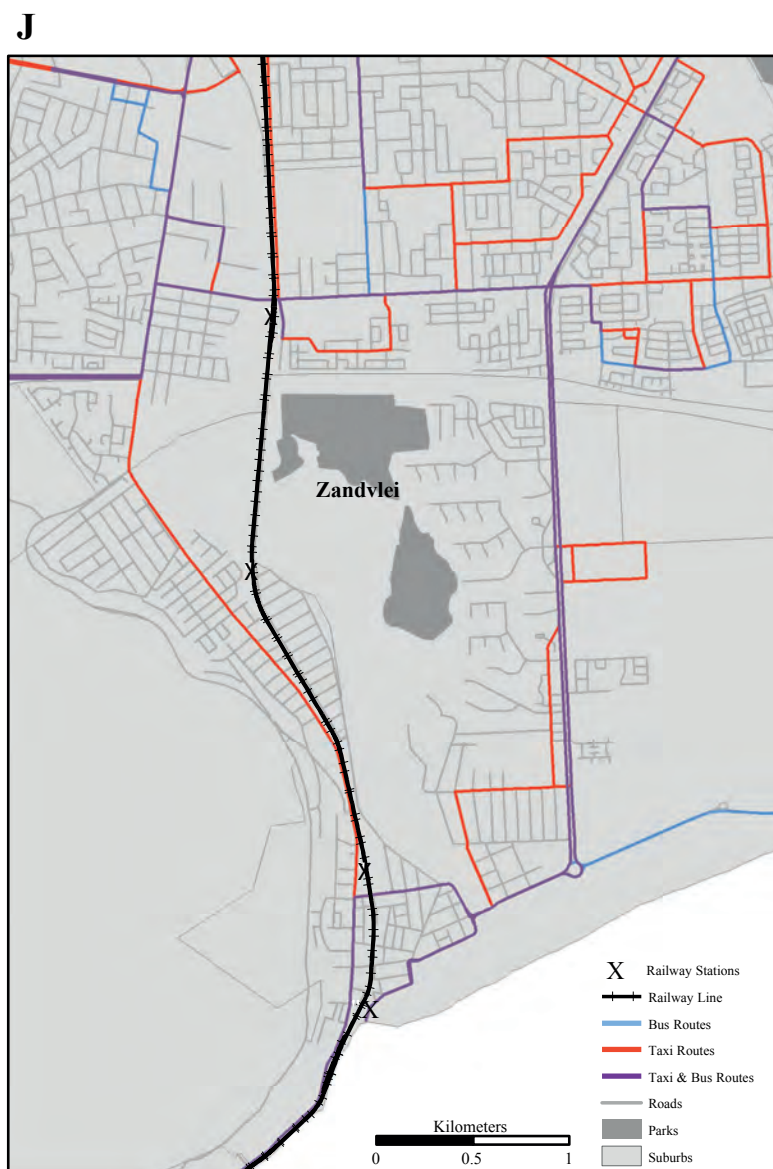 J
Zandvlei
X
X
X
X
X Railway Stations
Railway Line
Bus Routes
Taxi Routes
Taxi & Bus Routes
Roads
Parks
Suburbs
Kilometers
0 0.5 1